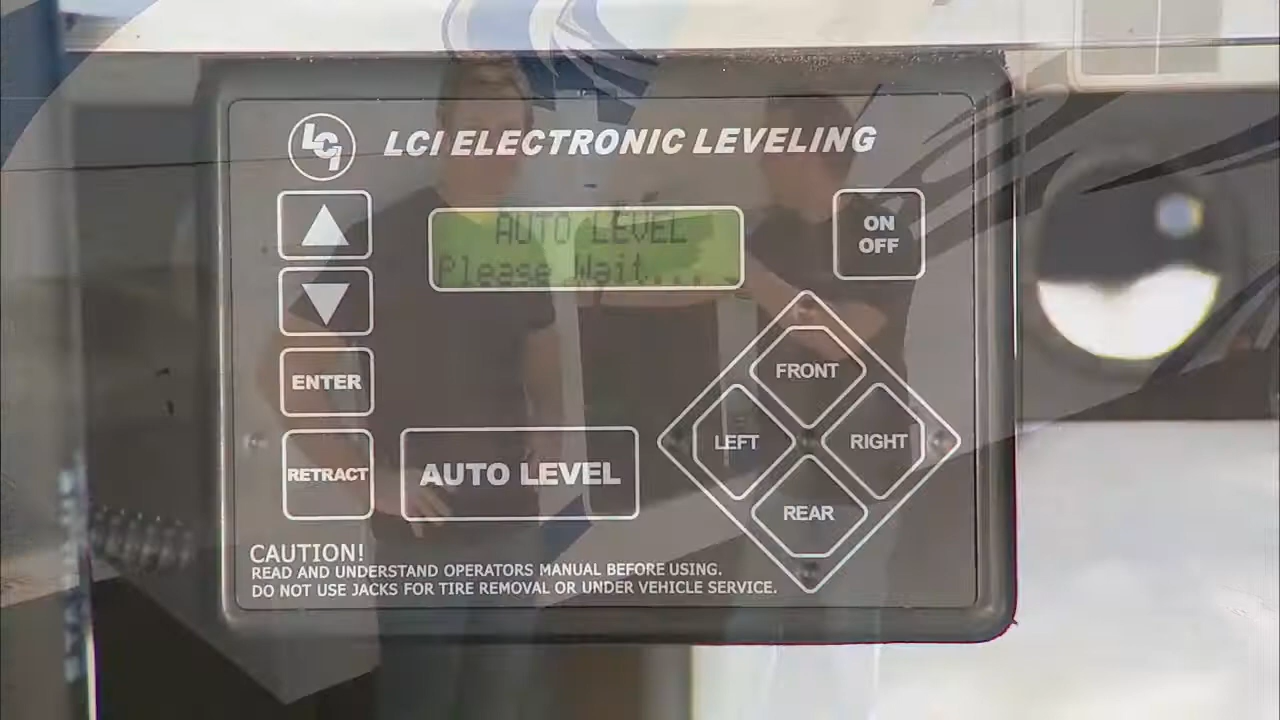 LCI
LCI ELECTRONIC LEVELING
AUTO LEVEL
Please Wait....
ON
OFF
ENTER
RETRACT
AUTO LEVEL
FRONT
LEFT
RIGHT
REAR
CAUTION!
READ AND UNDERSTAND OPERATORS MANUAL BEFORE USING.
DO NOT USE JACKS FOR TIRE REMOVAL OR UNDER VEHICLE SERVICE.